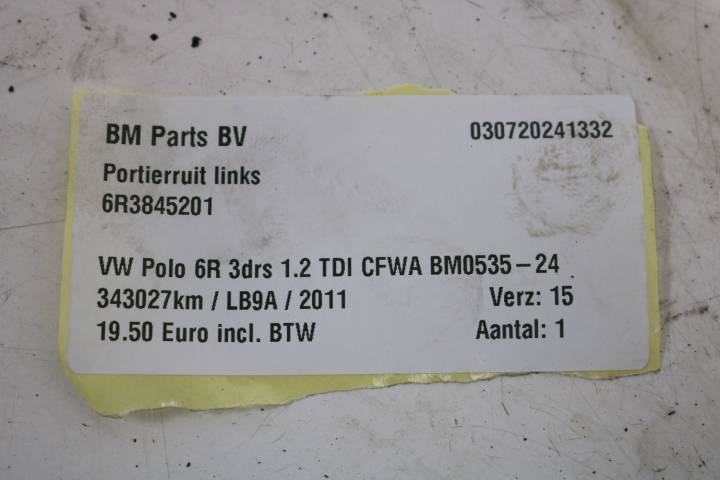 BM Parts BV 030720241332
Portierruit links
6R3845201
VW Polo 6R 3drs 1.2 TDI CFWA BM0535-24
343027km / LB9A / 2011 Verz: 15
19.50 Euro incl. BTW Aantal: 1